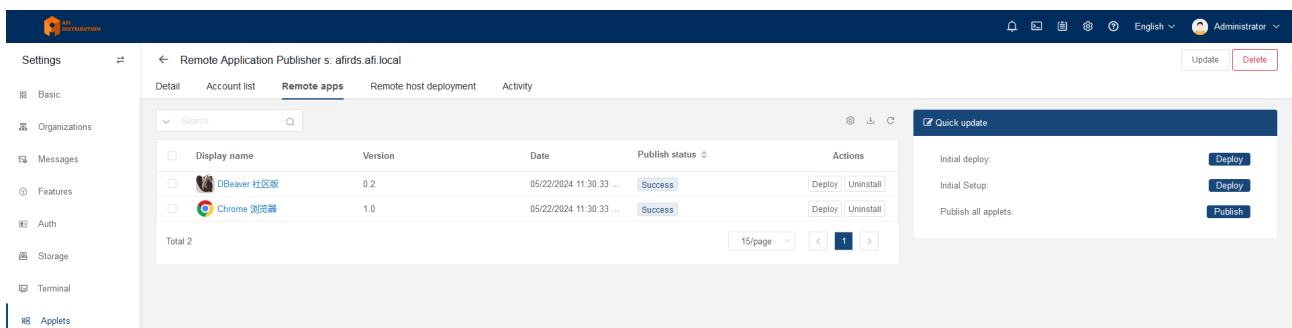 AFI
DISTRIBUTION
English
Administrator
Settings
Remote Application Publisher s: afirds.afi.local
Update
Delete
Detail
Account list
Remote apps
Remote host deployment
Activity
Basic
Organizations
Messages
Features
Auth
Storage
Terminal
Applets
Search
Display name
Version
Date
Publish status
Actions
DBeaver 社区版
0.2
05/22/2024 11:30:33 ...
Success
Deploy
Uninstall
Chrome 浏览器
1.0
05/22/2024 11:30:33 ...
Success
Deploy
Uninstall
Total 2
15/page
1
Quick update
Initial deploy:
Deploy
Initial Setup:
Deploy
Publish all applets:
Publish